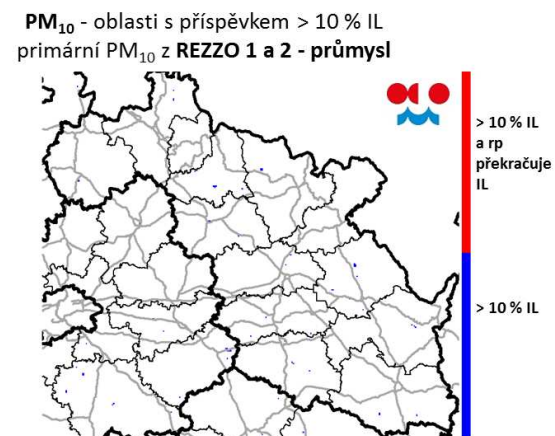 PM₁₀ - oblasti s příspěvkem > 10 % IL
primární PM₁₀ z REZZO 1 a 2 - průmysl
> 10 % IL
a rp
překračuje
IL
> 10 % IL